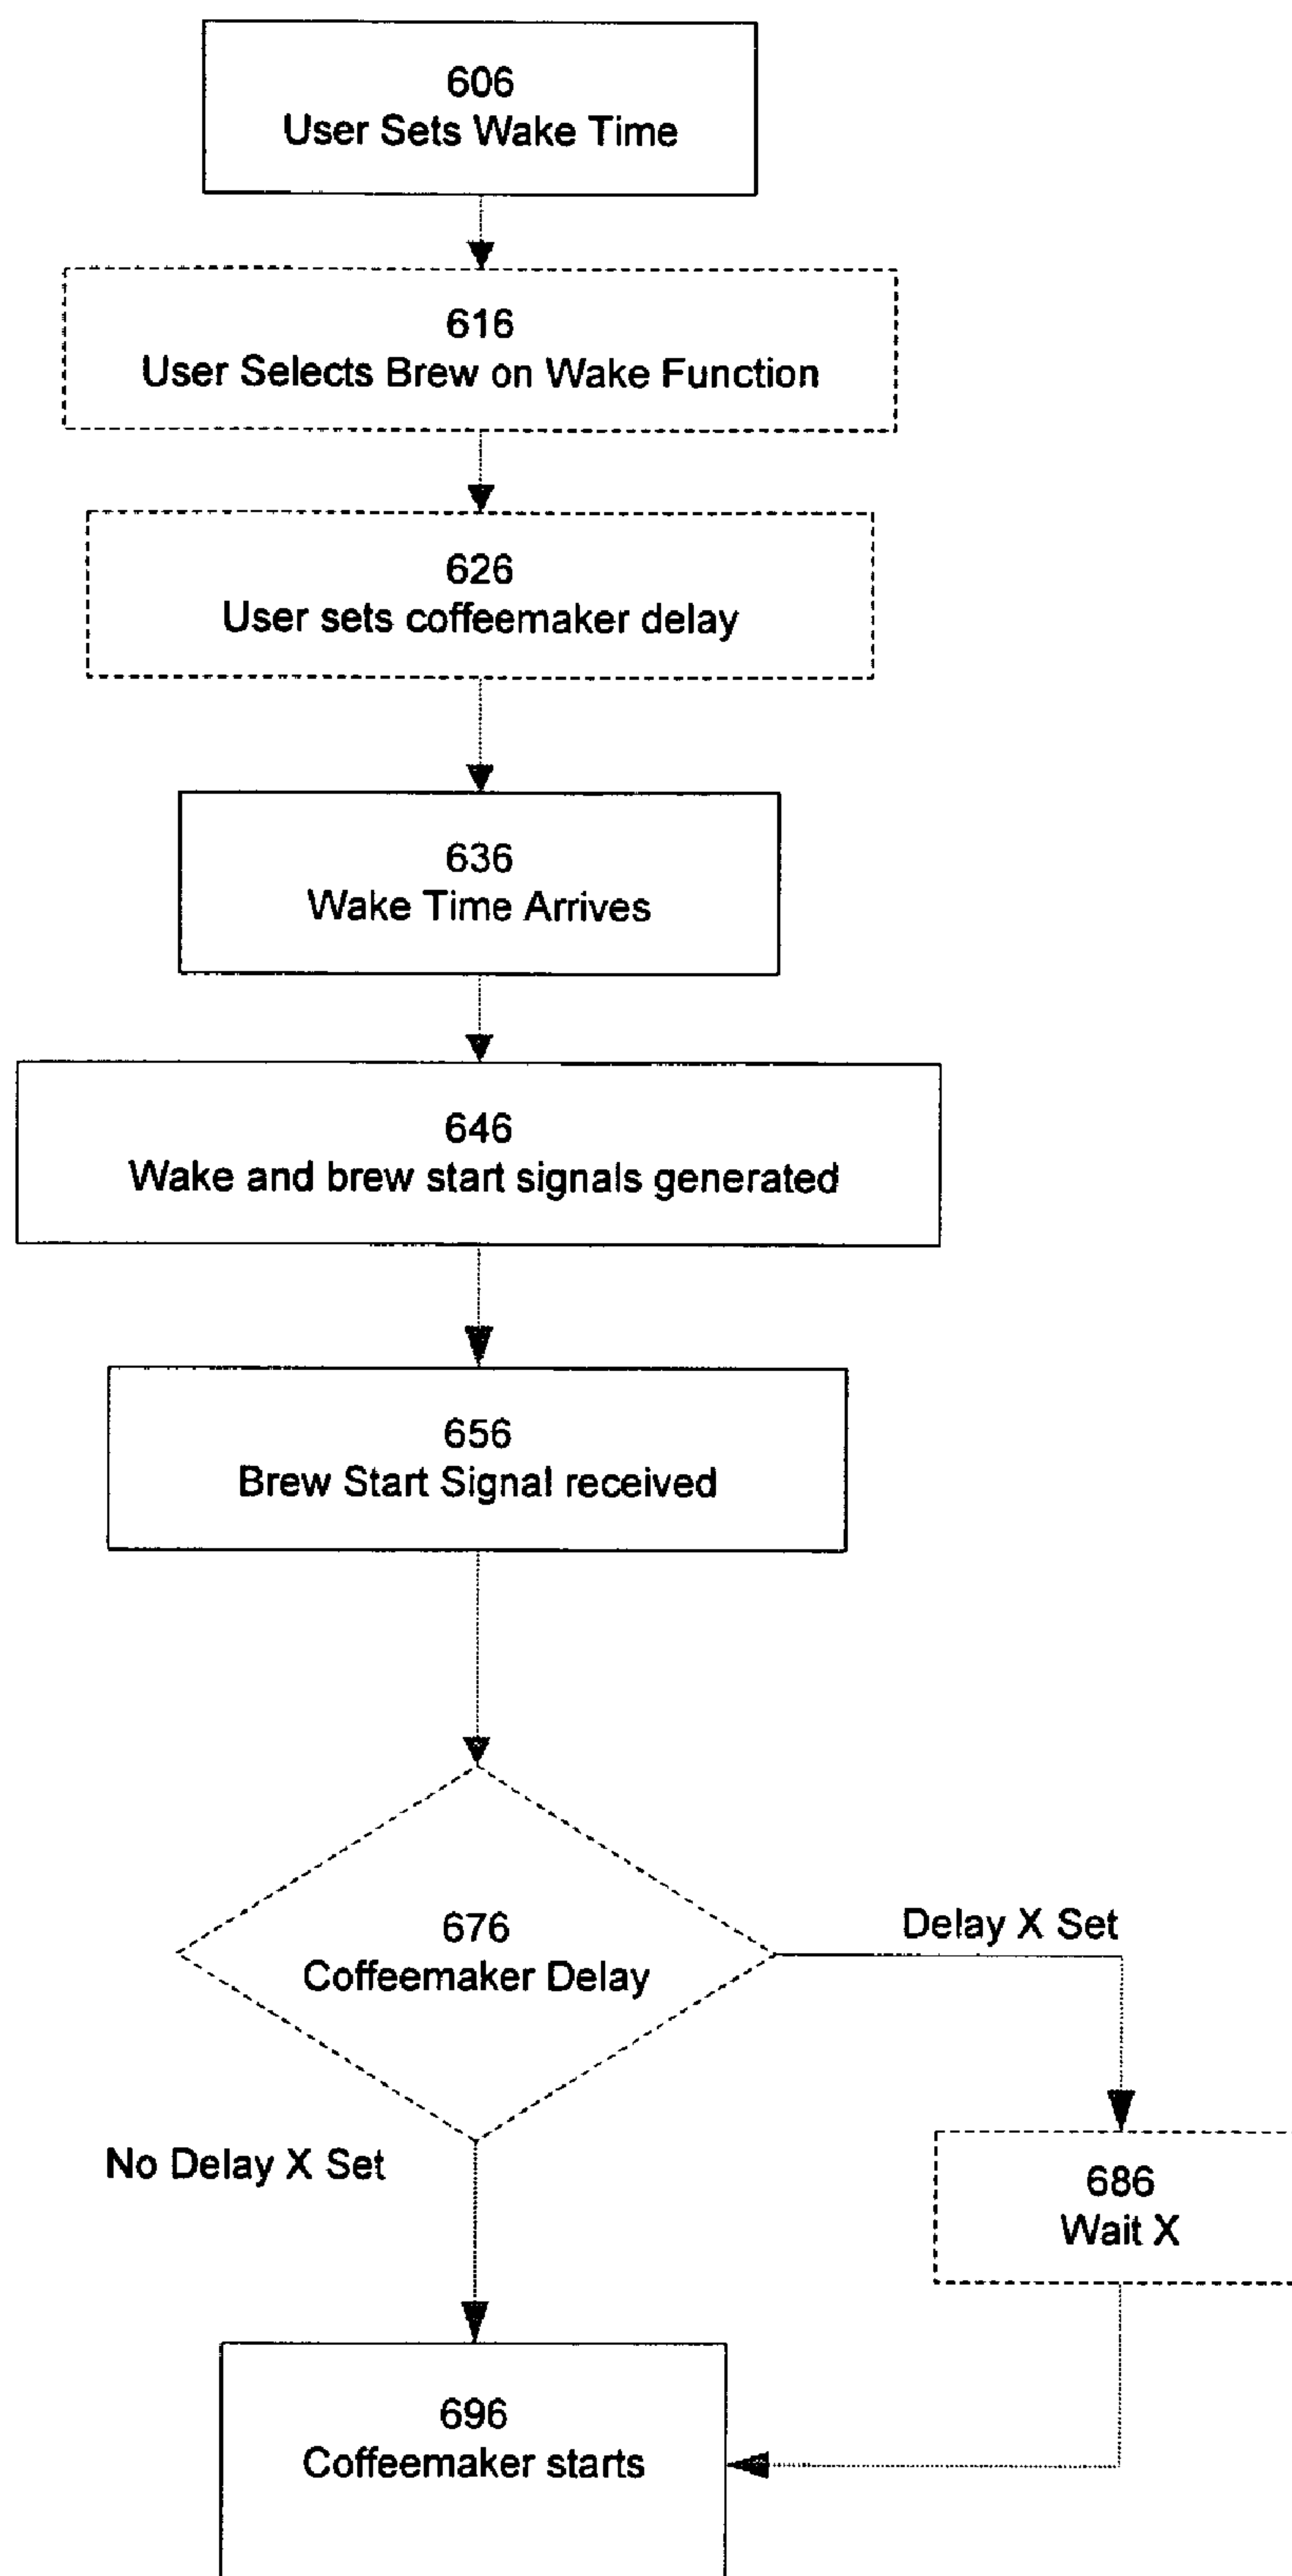 606
User Sets Wake Time
616
User Selects Brew on Wake Function
626
User sets coffeemaker delay
636
Wake Time Arrives
646
Wake and brew start signals generated
656
Brew Start Signal received
676
Coffeemaker Delay
Delay X Set
No Delay X Set
686
Wait X
696
Coffeemaker starts